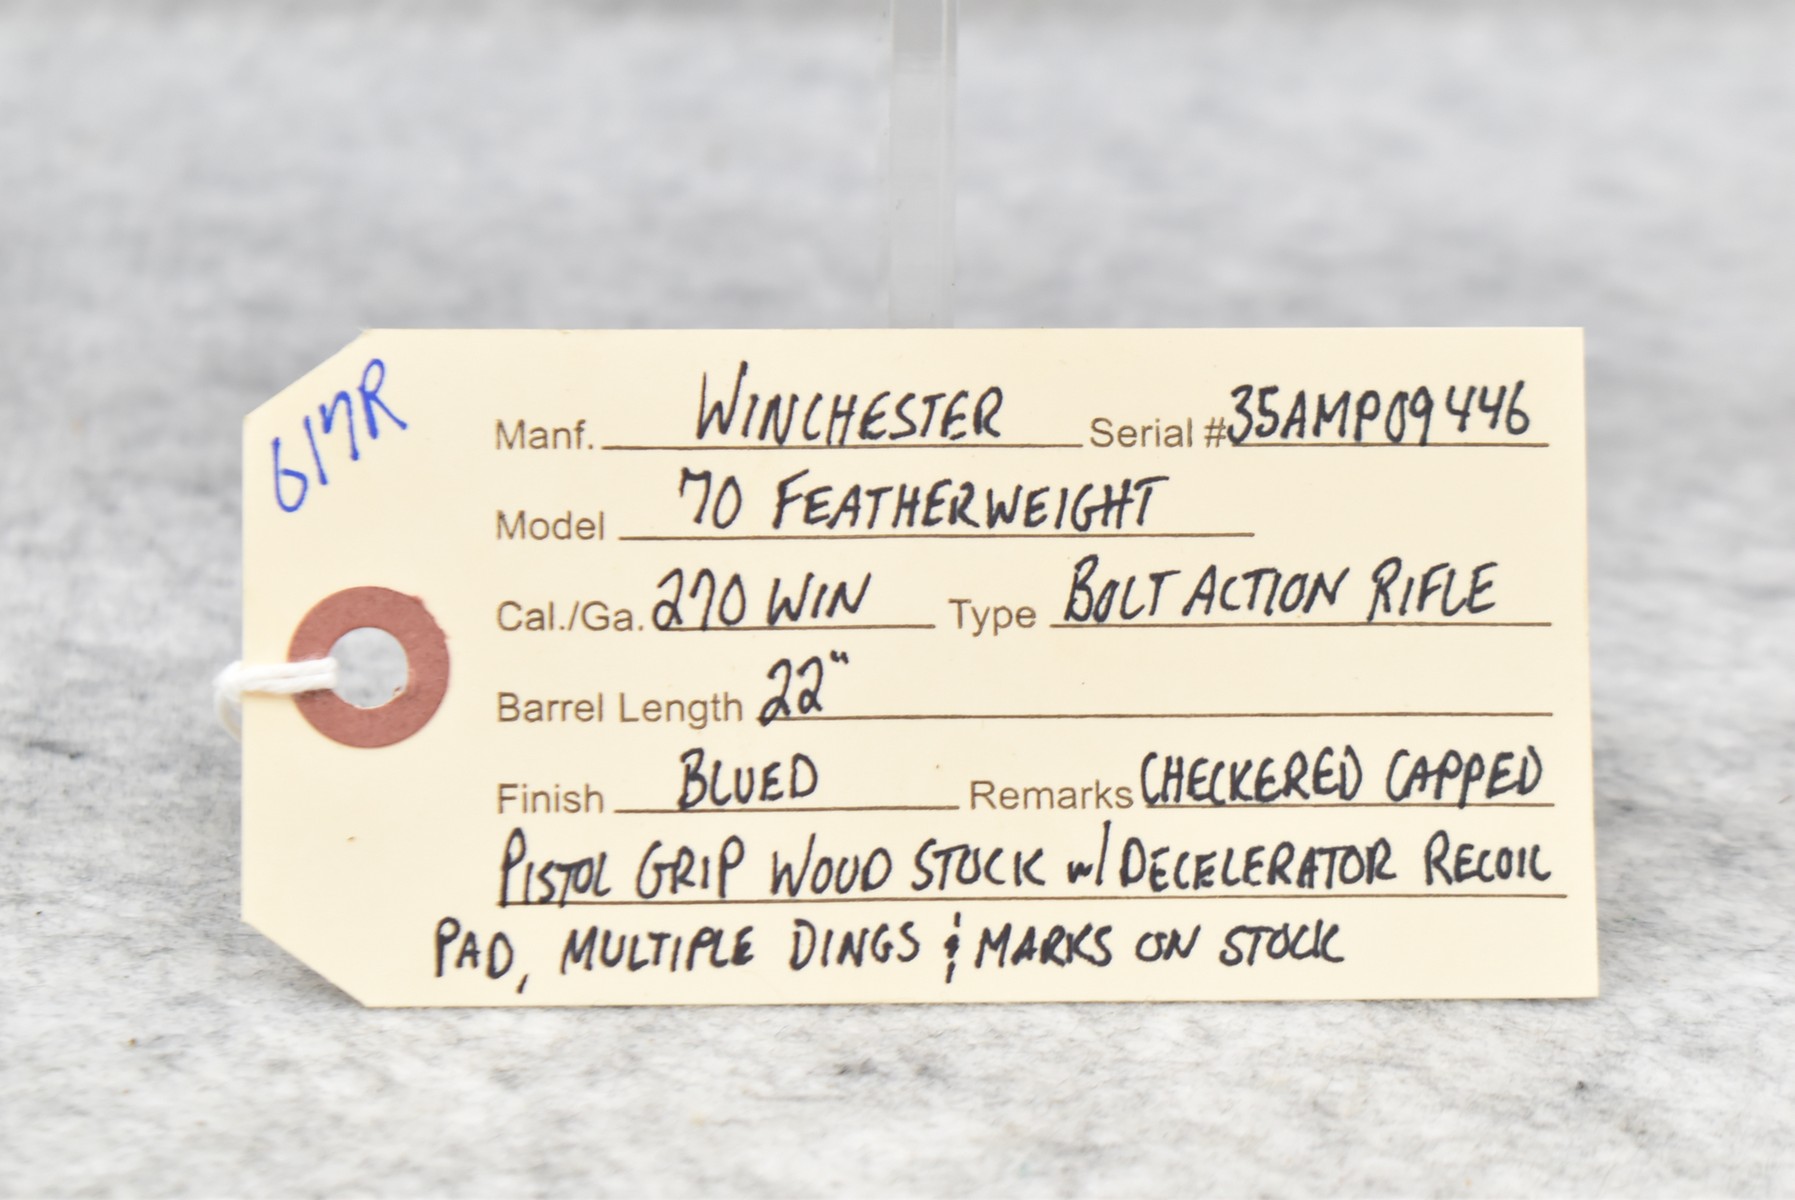 617R
Manf. WINCHESTER Serial # 35AMP09446
Model 70 FEATHERWEIGHT
Cal./Ga. 270 WIN Type BOLT ACTION RIFLE
Barrel Length 22"
Finish BLUED Remarks CHECKERED CAPPED
PISTOL GRIP WOOD STOCK w/ DECELERATOR RECOIL
PAD, MULTIPLE DINGS & MARKS ON STOCK